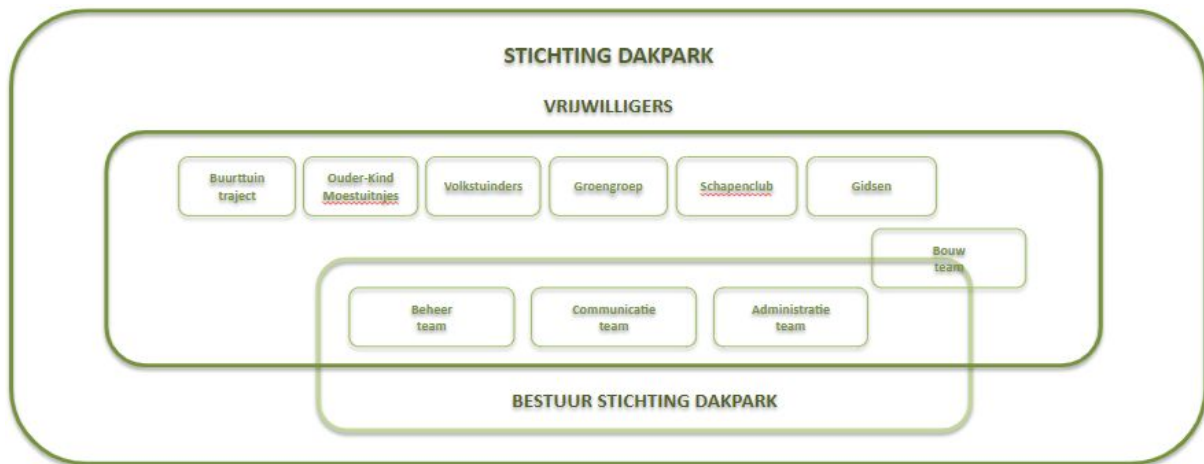 STICHTING DAKPARK
VRIJWILLIGERS
Buurttuin
traject
Ouder-Kind
Moestuitnjes
Volkstuinders
Groengroep
Schapenclub
Gidsen
Bouw
team
Beheer
team
Communicatie
team
Administratie
team
BESTUUR STICHTING DAKPARK